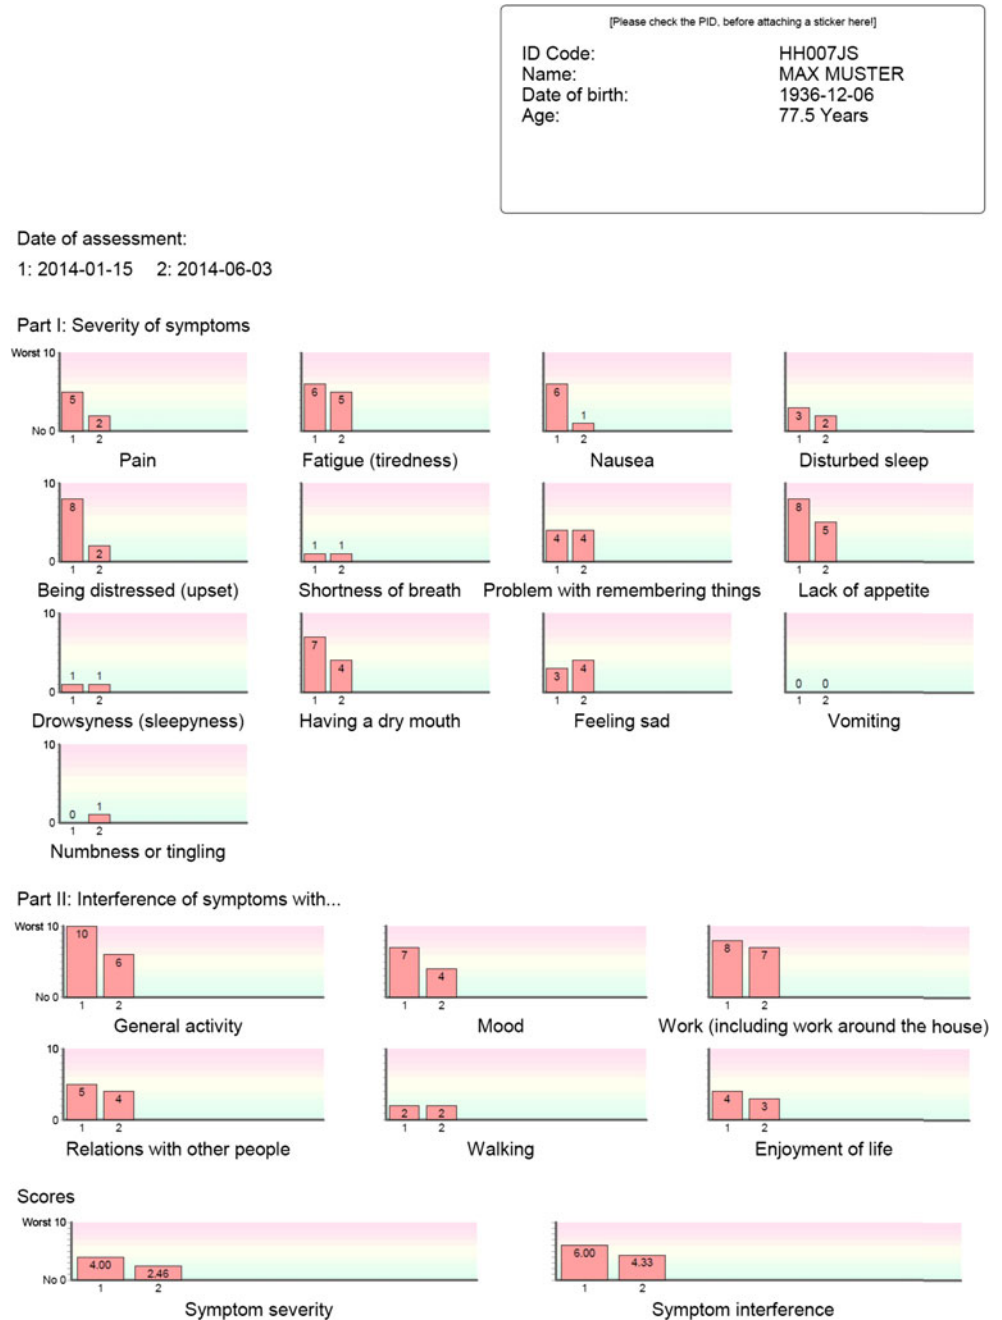 [Please check the PID, before attaching a sticker here!]
ID Code: HH007JS
Name: MAX MUSTER
Date of birth: 1936-12-06
Age: 77.5 Years
Date of assessment:
1: 2014-01-15 2: 2014-06-03
Part I: Severity of symptoms
Worst 10
5 2 6 5 6 1 3 2
No 0
1 2 1 2 1 2 1 2
Pain Fatigue (tiredness) Nausea Disturbed sleep
10
8 2 1 1 4 4 8 5
0
1 2 1 2 1 2 1 2
Being distressed (upset) Shortness of breath Problem with remembering things Lack of appetite
10
1 1 7 4 3 4 0 0
0
1 2 1 2 1 2 1 2
Drowsyness (sleepyness) Having a dry mouth Feeling sad Vomiting
10
0 1
0
1 2
Numbness or tingling
Part II: Interference of symptoms with...
Worst 10
10 6 7 4 8 7
No 0
1 2 1 2 1 2
General activity Mood Work (including work around the house)
10
5 4 2 2 4 3
0
1 2 1 2 1 2
Relations with other people Walking Enjoyment of life
Scores
Worst 10
4.00 2.46 6.00 4.33
No 0
1 2 1 2
Symptom severity Symptom interference